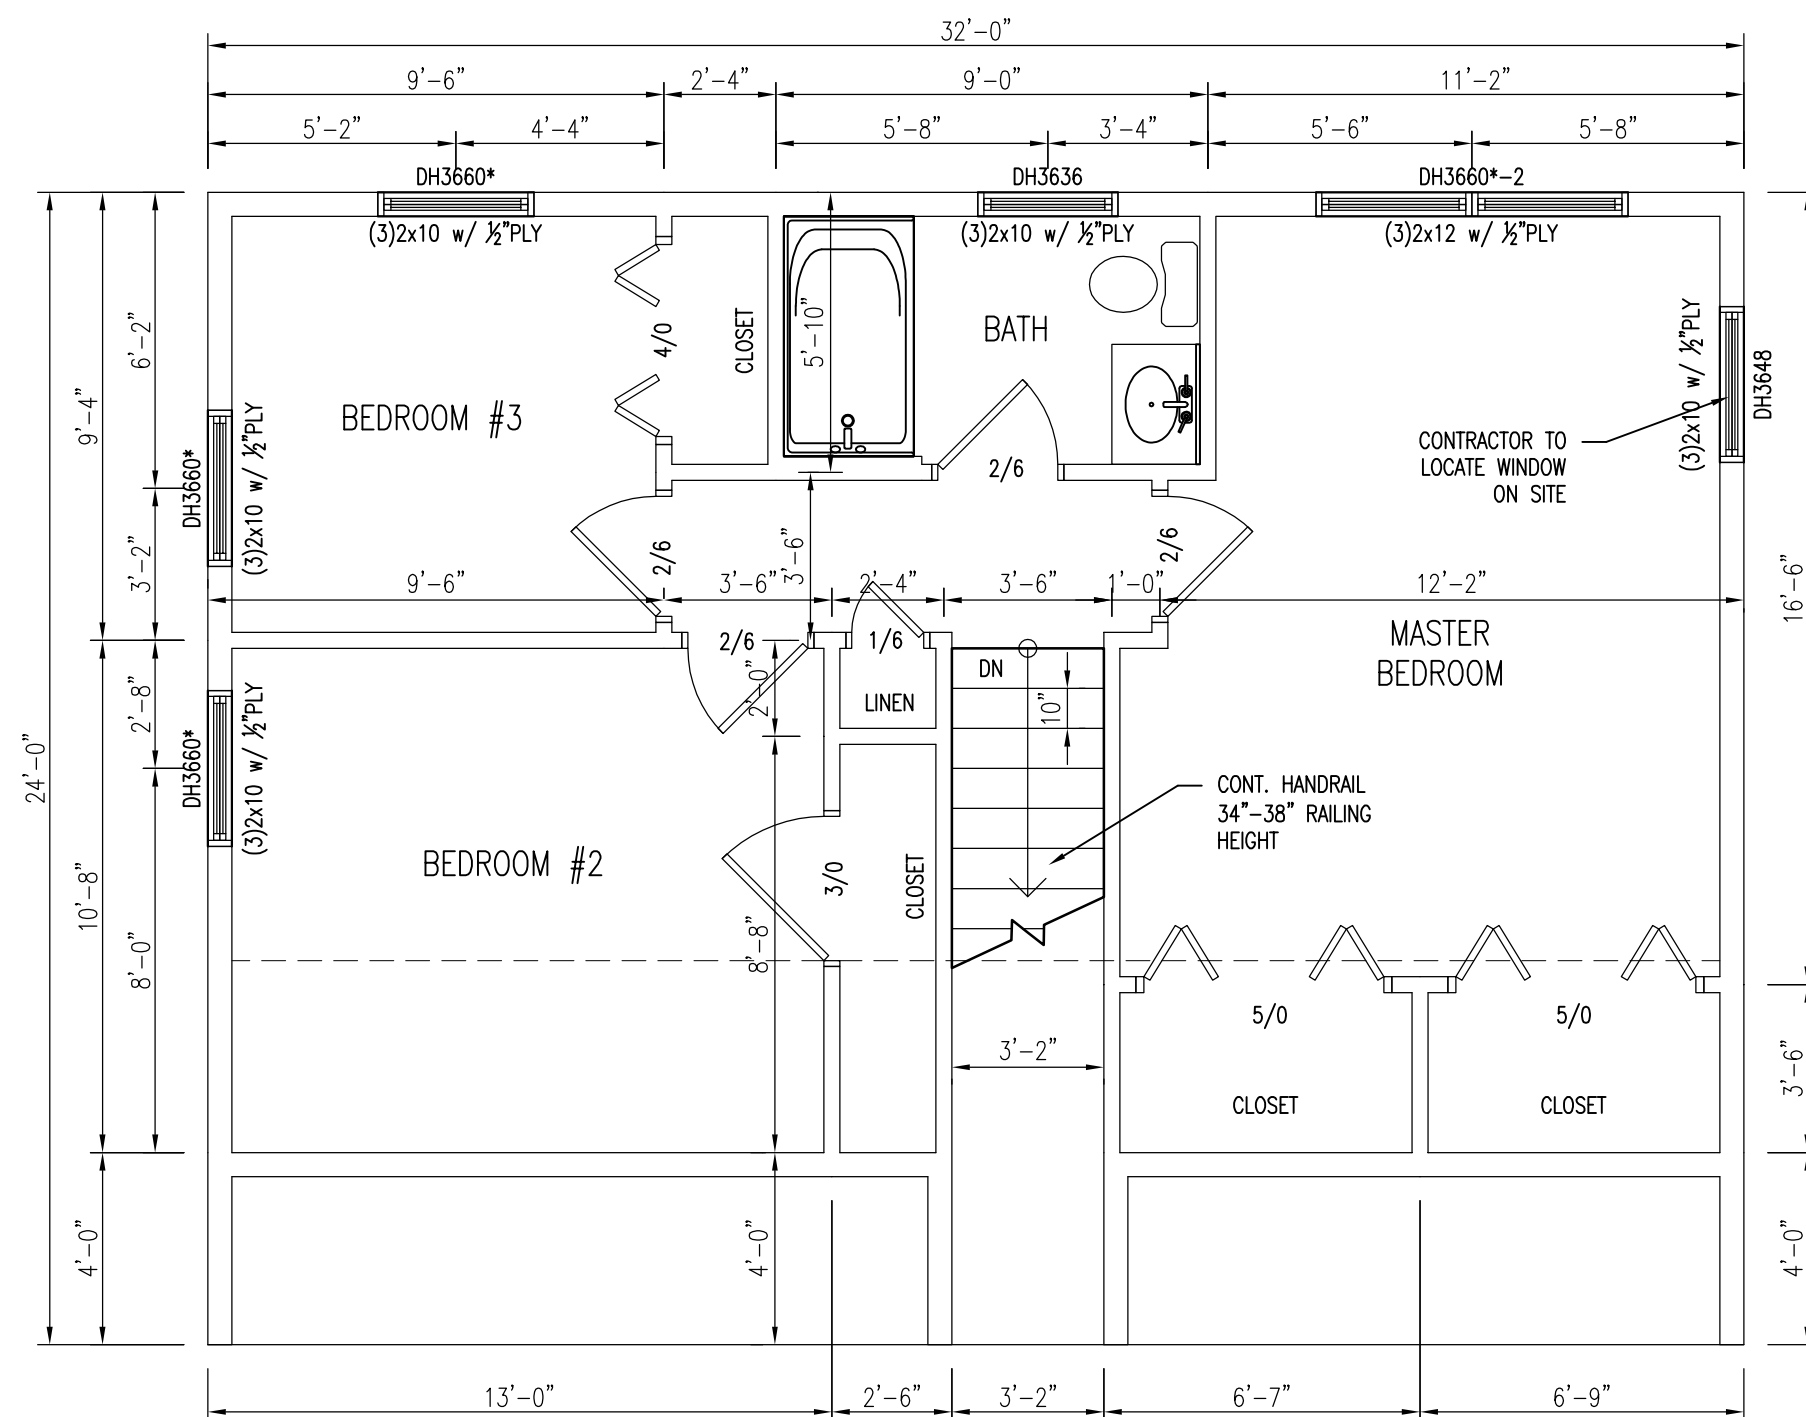 32'-0"
9'-6" 2'-4" 9'-0" 11'-2"
5'-2" 4'-4" 5'-8" 3'-4" 5'-6" 5'-8"
DH3660* DH3636 DH3660*-2
(3)2x10 w/ ½"PLY (3)2x10 w/ ½"PLY (3)2x12 w/ ½"PLY
24'-0"
9'-4"
10'-8"
4'-0"
6'-2"
3'-2"
2'-8"
8'-0"
DH3660*
(3)2x10 w/ ½"PLY
DH3660*
(3)2x10 w/ ½"PLY
BEDROOM #3
4/0
CLOSET
5'-10"
BATH
2/6
(3)2x10 w/ ½"PLY
DH3648
CONTRACTOR TO
LOCATE WINDOW
ON SITE
2/6
3'-6"
2/6
9'-6" 3'-6" 2'-4" 3'-6" 1'-0" 12'-2"
16'-6"
2/6 1/6
MASTER
BEDROOM
DN
2'-0"
LINEN
10"
CONT. HANDRAIL
34"-38" RAILING
HEIGHT
BEDROOM #2
3/0
CLOSET
8'-8"
5/0 5/0
3'-2"
3'-6"
CLOSET CLOSET
4'-0"
4'-0"
13'-0" 2'-6" 3'-2" 6'-7" 6'-9"